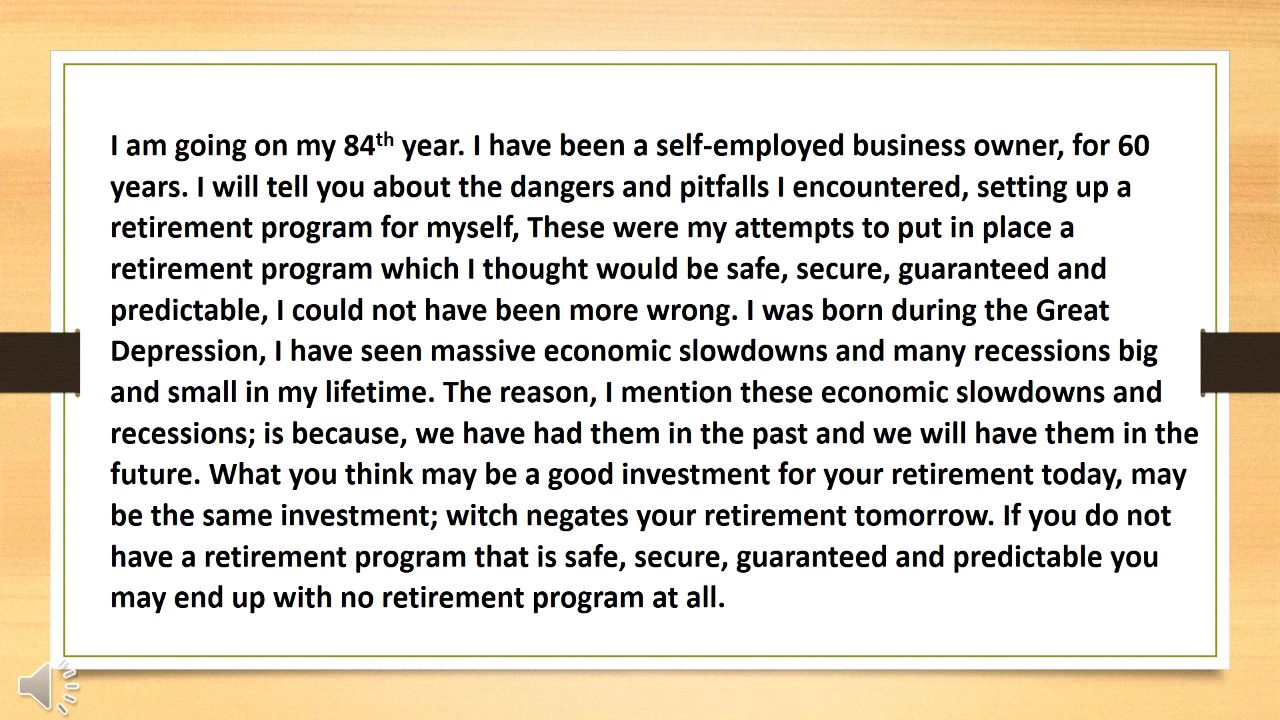 I am going on my 84th year. I have been a self-employed business owner, for 60
years. I will tell you about the dangers and pitfalls I encountered, setting up a
retirement program for myself, These were my attempts to put in place a
retirement program which I thought would be safe, secure, guaranteed and
predictable, I could not have been more wrong. I was born during the Great
Depression, I have seen massive economic slowdowns and many recessions big
and small in my lifetime. The reason, I mention these economic slowdowns and
recessions; is because, we have had them in the past and we will have them in the
future. What you think may be a good investment for your retirement today, may
be the same investment; witch negates your retirement tomorrow. If you do not
have a retirement program that is safe, secure, guaranteed and predictable you
may end up with no retirement program at all.